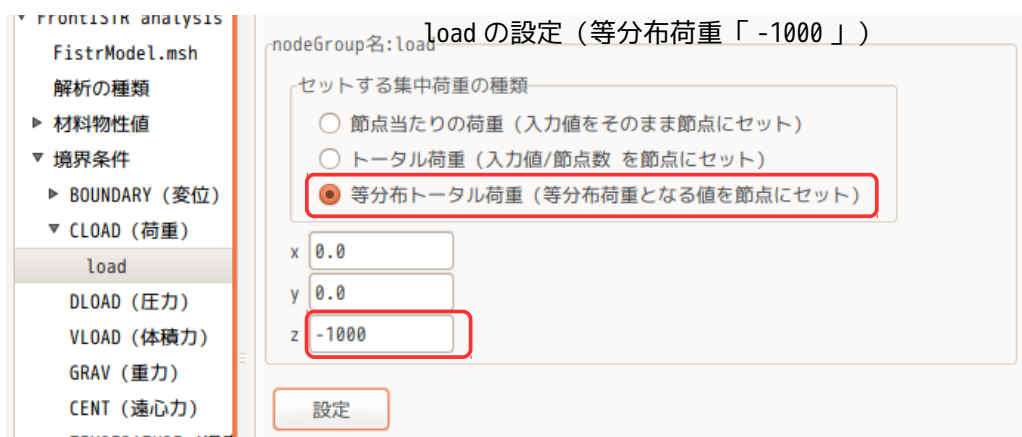 FrontISTR analysis
FistrModel.msh
解析の種類
材料物性値
境界条件
BOUNDARY (変位)
CLOAD (荷重)
load
DLOAD (圧力)
VLOAD (体積力)
GRAV (重力)
CENT (遠心力)
load の設定（等分布荷重「 -1000 」）
nodeGroup名:load
セットする集中荷重の種類
節点当たりの荷重 (入力値をそのまま節点にセット)
トータル荷重 (入力値/節点数 を節点にセット)
等分布トータル荷重 (等分布荷重となる値を節点にセット)
x 0.0
y 0.0
z -1000
設定